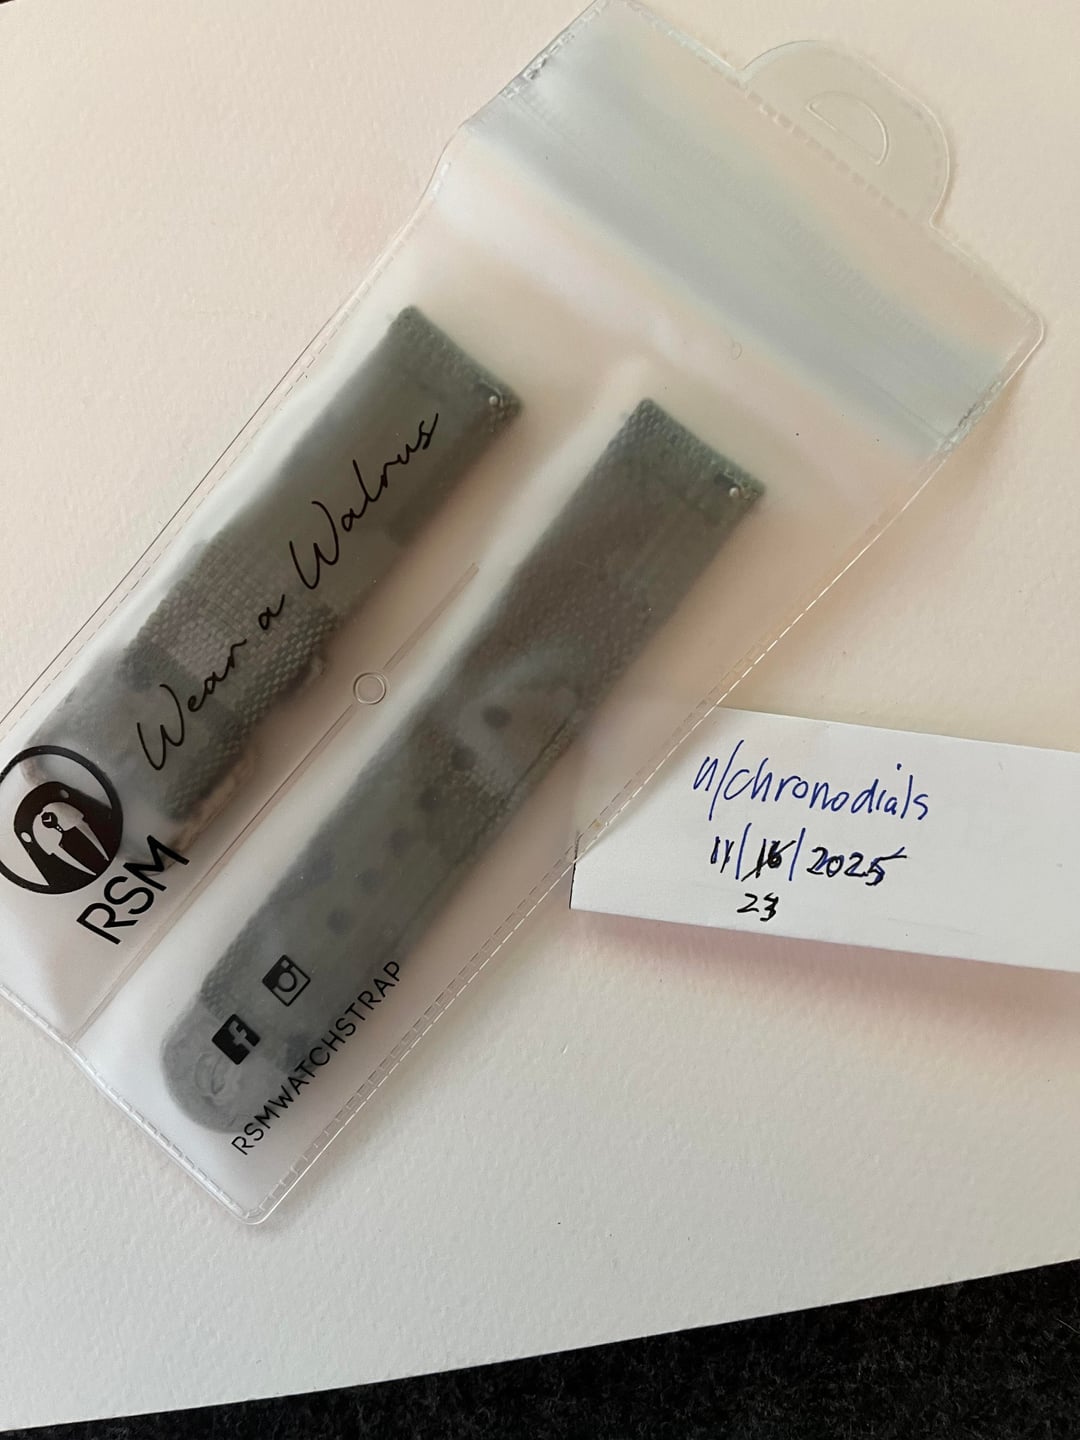 Wear a Walrus
RSM
RSMWATCHSTRAP
u/chronodials
11/16/2025
23